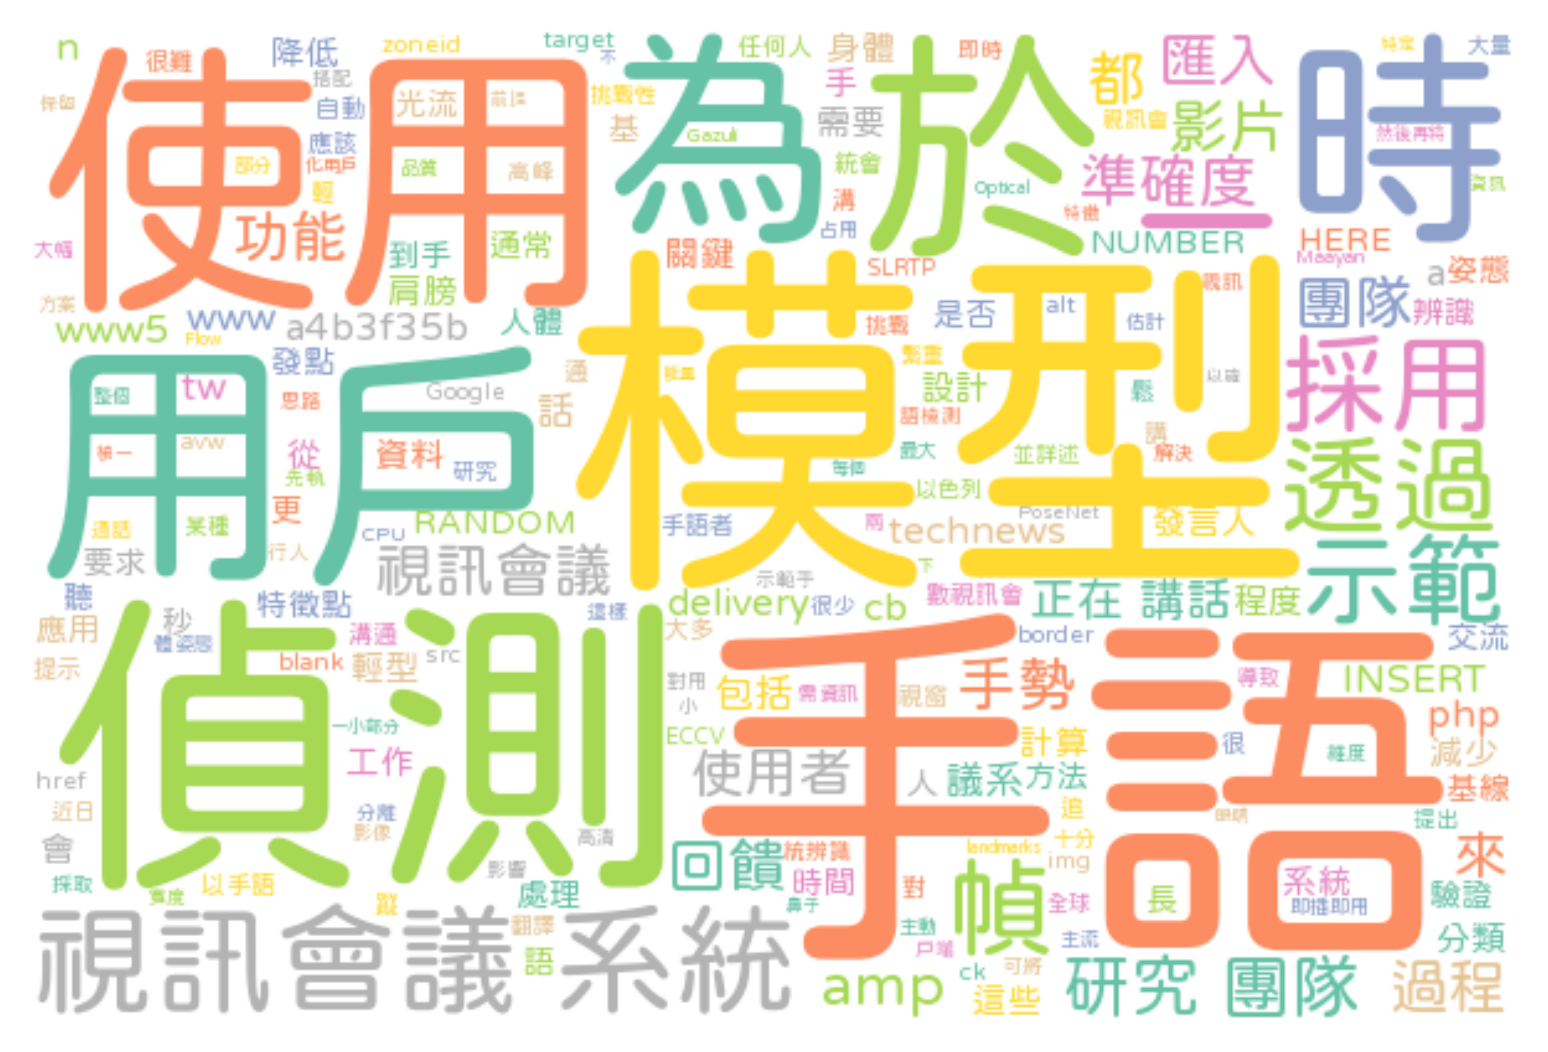 n
很難
降低
zoneid
target
不
任何人
身體
即時
都
匯入
特定
大量
使用
為
於
時
保留
搭配
自動
光流
挑戰性
手
需要
視訊會
影片
然後再將
應該
基
Gazuli
部分
化用戶
品質
高峰
統會
Optical
準確度
資訊
輕
溝
特徵
功能
占用
大幅
到手
通常
關鍵
SLRTP
NUMBER
HERE
Maayan
a
姿態
肩膀
模型
視訊
方案
www5
www
Flow
a4b3f35b
人體
挑戰
是否
alt
估計
團隊
辨識
發點
用戶
整個
tw
思路
Google
通
話
繁重
設計
鬆
以確
採用
語檢測
avw
從
資料
研究
講
最大
並詳述
解決
每個
先執
透過
更
以色列
通話
某種
CPU
RANDOM
手語者
兩
technews
PoseNet
發言人
要求
行人
視訊會議
示範手
下
示範
聽
特徵點
這樣
delivery
很少
cb
數視訊會
正在
講話
程度
應用
秒
體姿態
溝通
大多
border
交流
提示
blank
輕型
src
偵測
手語
對用
小
包括
需資訊
視窗
手勢
導致
INSERT
一小部分
ECCV
php
工作
計算
很
維度
減少
href
使用者
人
議系
方法
基線
近日
分離
影像
高清
追
提出
會
landmarks
十分
回饋
統辨識
img
來
影響
採取
寬度
以手語
處理
時間
鼻子
對
幀
全球
長
系統
即插即用
驗證
蹤
翻譯
主動
戶端
主流
分類
視訊會議系統
語
amp
ck
可將
這些
研究
團隊
過程